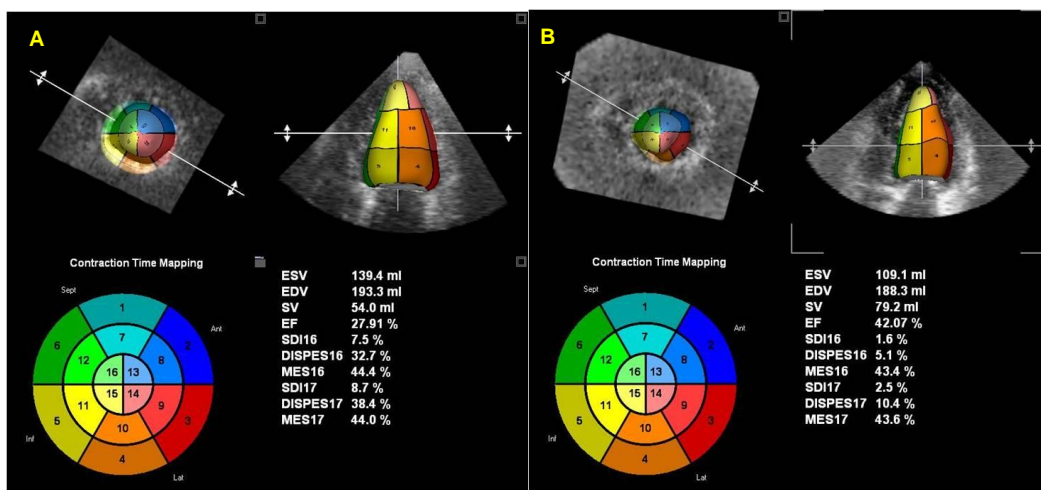 A
Contraction Time Mapping
Sept
Ant
Inf
Lat
1
2
3
4
5
6
7
8
9
10
11
12
13
14
15
16
ESV 139.4 ml
EDV 193.3 ml
SV 54.0 ml
EF 27.91 %
SDI16 7.5 %
DISPES16 32.7 %
MES16 44.4 %
SDI17 8.7 %
DISPES17 38.4 %
MES17 44.0 %
B
Contraction Time Mapping
Sept
Ant
Inf
Lat
1
2
3
4
5
6
7
8
9
10
11
12
13
14
15
16
ESV 109.1 ml
EDV 188.3 ml
SV 79.2 ml
EF 42.07 %
SDI16 1.6 %
DISPES16 5.1 %
MES16 43.4 %
SDI17 2.5 %
DISPES17 10.4 %
MES17 43.6 %